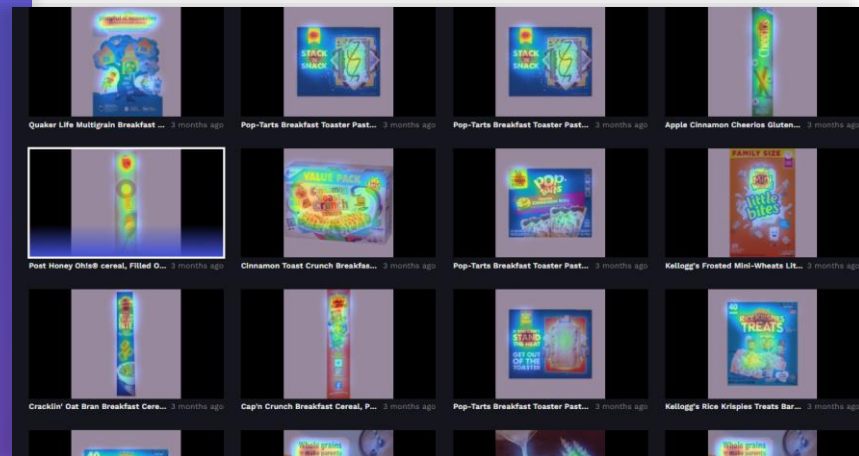 Quaker Life Multigrain Breakfast ... 3 months ago
Pop-Tarts Breakfast Toaster Past... 3 months ago
Pop-Tarts Breakfast Toaster Past... 3 months ago
Apple Cinnamon Cheerios Gluten... 3 months ago
STACK
SNACK
STACK
SNACK
Cheerios
Post Honey Ohs® cereal, Filled O... 3 months ago
Cinnamon Toast Crunch Breakfas... 3 months ago
Pop-Tarts Breakfast Toaster Past... 3 months ago
Kellogg's Frosted Mini-Wheats Lit... 3 months ago
VALUE PACK
crunch
POP
tarts
FAMILY SIZE
little
bites
Cracklin' Oat Bran Breakfast Cere... 3 months ago
Cap'n Crunch Breakfast Cereal, P... 3 months ago
Pop-Tarts Breakfast Toaster Past... 3 months ago
Kellogg's Rice Krispies Treats Bar... 3 months ago
STAND
THE HEAT
GET OUT
OF THE
TOASTER
40
TREATS
40
Whole grains
Whole grains